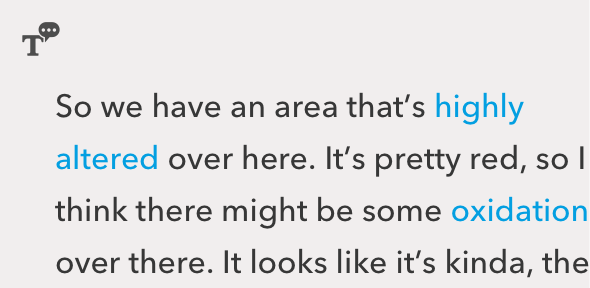 T
So we have an area that's highly
altered over here. It's pretty red, so I
think there might be some oxidation
over there. It looks like it's kinda, the